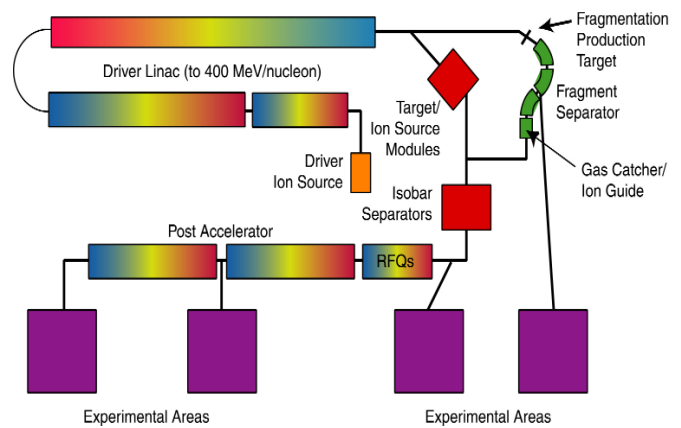 Fragmentation
Production
Target
Driver Linac (to 400 MeV/nucleon)
Fragment
Separator
Target/
Ion Source
Modules
Driver
Ion Source
Gas Catcher/
Ion Guide
Isobar
Separators
Post Accelerator
RFQs
Experimental Areas
Experimental Areas